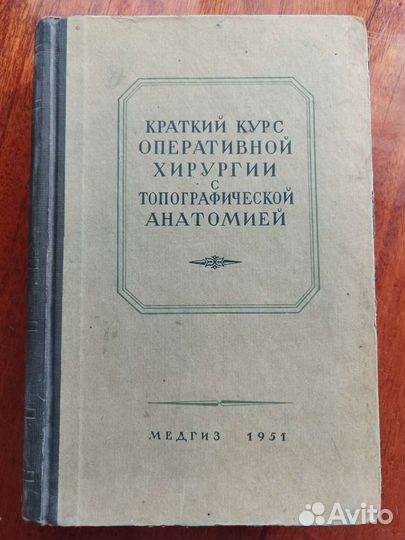 КРАТКИЙ КУРС
ОПЕРАТИВНОЙ
ХИРУРГИИ
С
ТОПОГРАФИЧЕСКОЙ
АНАТОМИЕЙ
МЕДГИЗ 1951
Avito